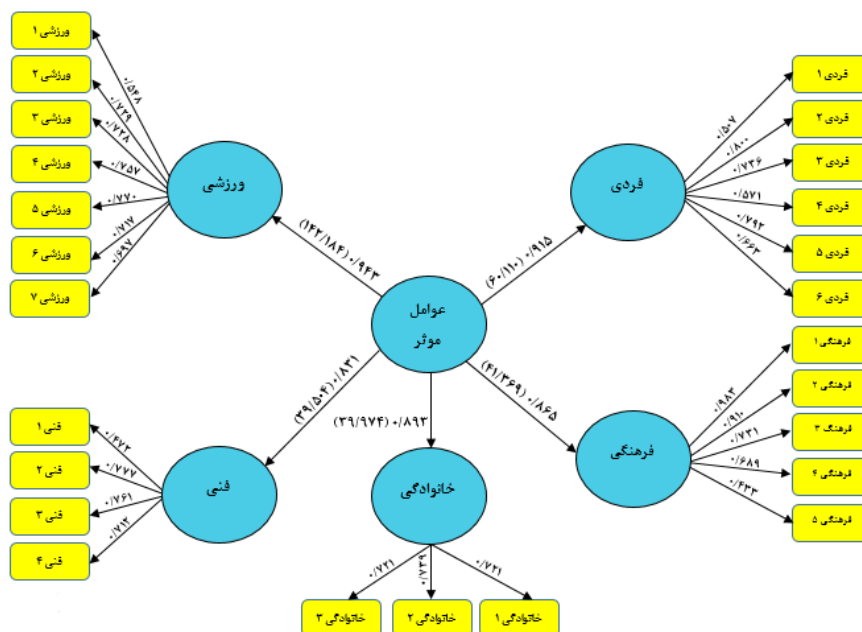 ورزشی ۱
ورزشی ۲
ورزشی ۳
ورزشی ۴
ورزشی ۵
ورزشی ۶
ورزشی ۷
۰/۵۴۸
۰/۷۲۹
۰/۷۲۸
۰/۷۵۷
۰/۷۷۰
۰/۷۱۷
۰/۶۹۷
ورزشی
فردی ۱
فردی ۲
فردی ۳
فردی ۴
فردی ۵
فردی ۶
۰/۵۰۷
۰/۸۰۰
۰/۷۳۶
۰/۵۷۱
۰/۷۹۲
۰/۶۶۳
فردی
(۱۴۲/۱۸۴) ۰/۹۴۳
(۶۰/۱۱۰) ۰/۹۱۵
عوامل
موثر
(۳۹/۵۰۴) ۰/۸۳۱
(۳۹/۹۷۴) ۰/۸۹۳
(۴۱/۳۶۹) ۰/۸۶۵
فرهنگی ۱
فرهنگی ۲
فرهنگ ۳
فرهنگی ۴
فرهنگی ۵
۰/۹۸۳
۰/۹۱۰
۰/۷۳۱
۰/۶۸۹
۰/۴۳۳
فرهنگی
فنی ۱
فنی ۲
فنی ۳
فنی ۴
۰/۴۷۲
۰/۷۷۷
۰/۷۶۱
۰/۷۱۲
فنی
خانوادگی
۰/۷۲۱
۰/۷۳۹
۰/۷۲۱
خانوادگی ۱
خانوادگی ۲
خانوادگی ۳